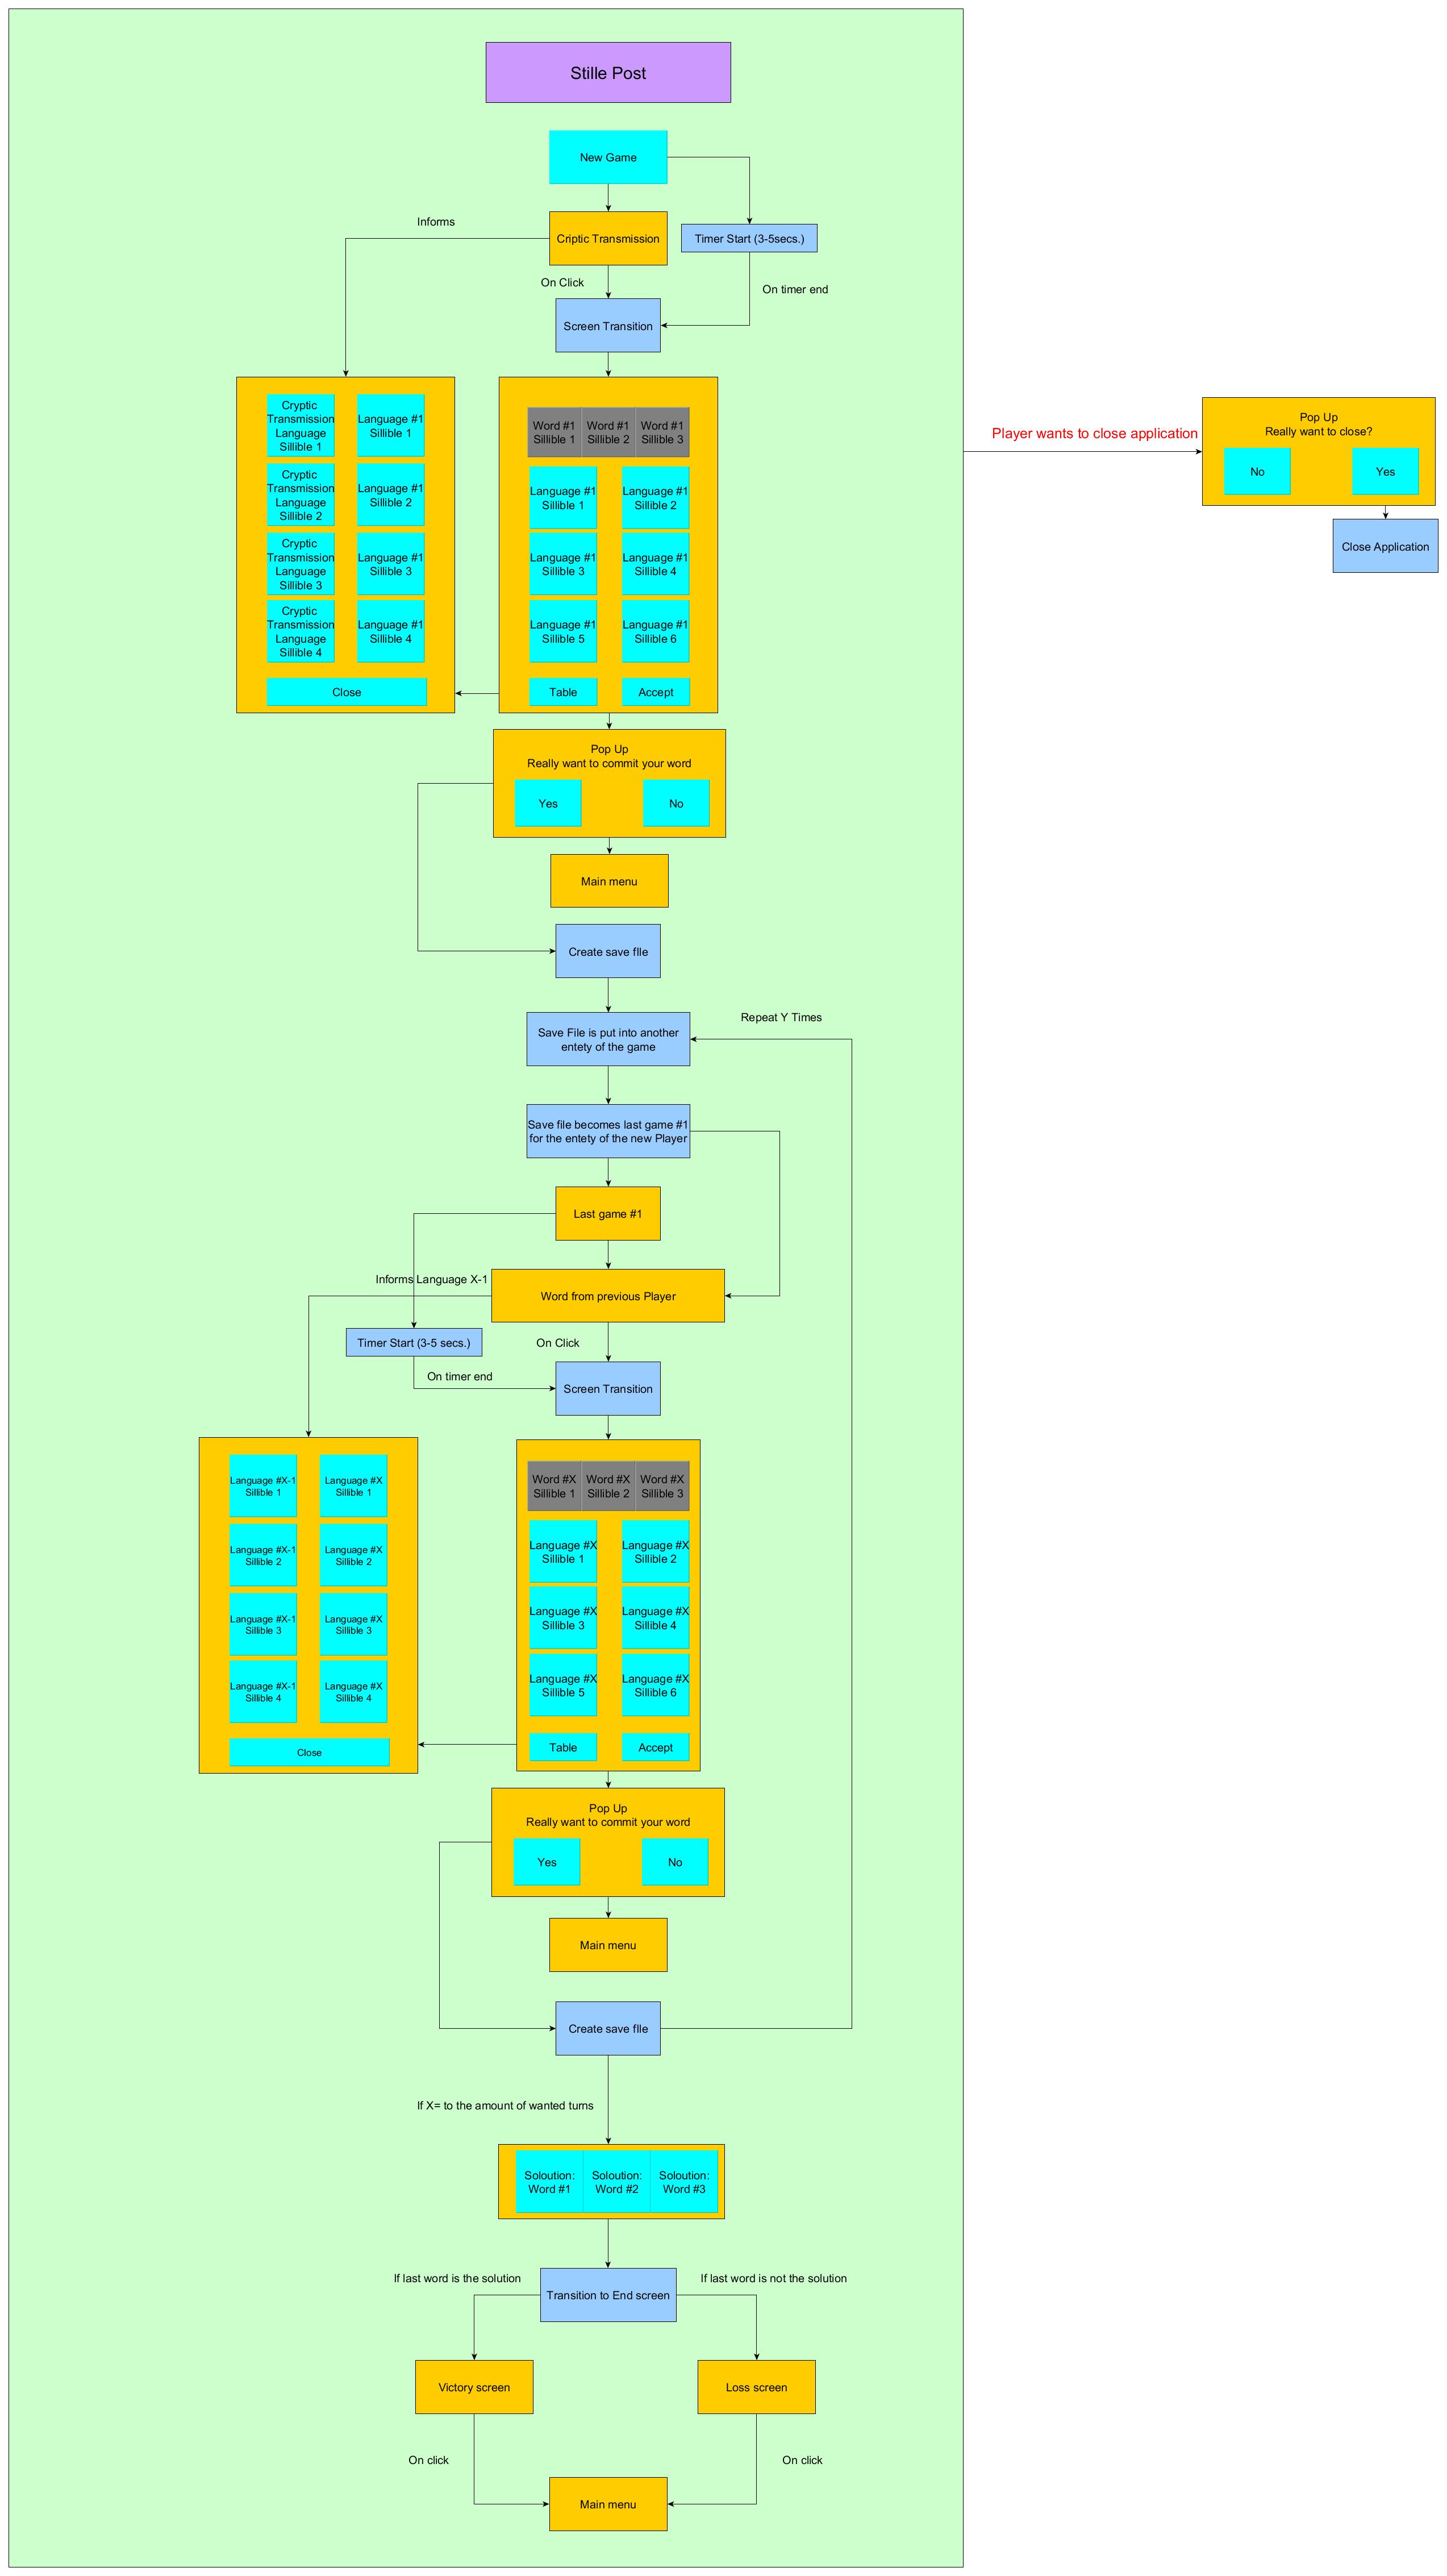 Stille Post
New Game
Informs
Criptic Transmission
Timer Start (3-5secs.)
On Click
On timer end
Screen Transition
Cryptic
Transmission
Language
Sillible 1
Language #1
Sillible 1
Cryptic
Transmission
Language
Sillible 2
Language #1
Sillible 2
Cryptic
Transmission
Language
Sillible 3
Language #1
Sillible 3
Cryptic
Transmission
Language
Sillible 4
Language #1
Sillible 4
Close
Word #1
Sillible 1
Word #1
Sillible 2
Word #1
Sillible 3
Language #1
Sillible 1
Language #1
Sillible 2
Language #1
Sillible 3
Language #1
Sillible 4
Language #1
Sillible 5
Language #1
Sillible 6
Table
Accept
Player wants to close application
Pop Up
Really want to close?
No
Yes
Close Application
Pop Up
Really want to commit your word
Yes
No
Main menu
Create save fIle
Repeat Y Times
Save File is put into another
entety of the game
Save file becomes last game #1
for the entety of the new Player
Last game #1
Informs Language X-1
Word from previous Player
Timer Start (3-5 secs.)
On Click
On timer end
Screen Transition
Language #X-1
Sillible 1
Language #X
Sillible 1
Language #X-1
Sillible 2
Language #X
Sillible 2
Language #X-1
Sillible 3
Language #X
Sillible 3
Language #X-1
Sillible 4
Language #X
Sillible 4
Close
Word #X
Sillible 1
Word #X
Sillible 2
Word #X
Sillible 3
Language #X
Sillible 1
Language #X
Sillible 2
Language #X
Sillible 3
Language #X
Sillible 4
Language #X
Sillible 5
Language #X
Sillible 6
Table
Accept
Pop Up
Really want to commit your word
Yes
No
Main menu
Create save fIle
If X= to the amount of wanted turns
Soloution:
Word #1
Soloution:
Word #2
Soloution:
Word #3
If last word is the solution
If last word is not the solution
Transition to End screen
Victory screen
Loss screen
On click
On click
Main menu